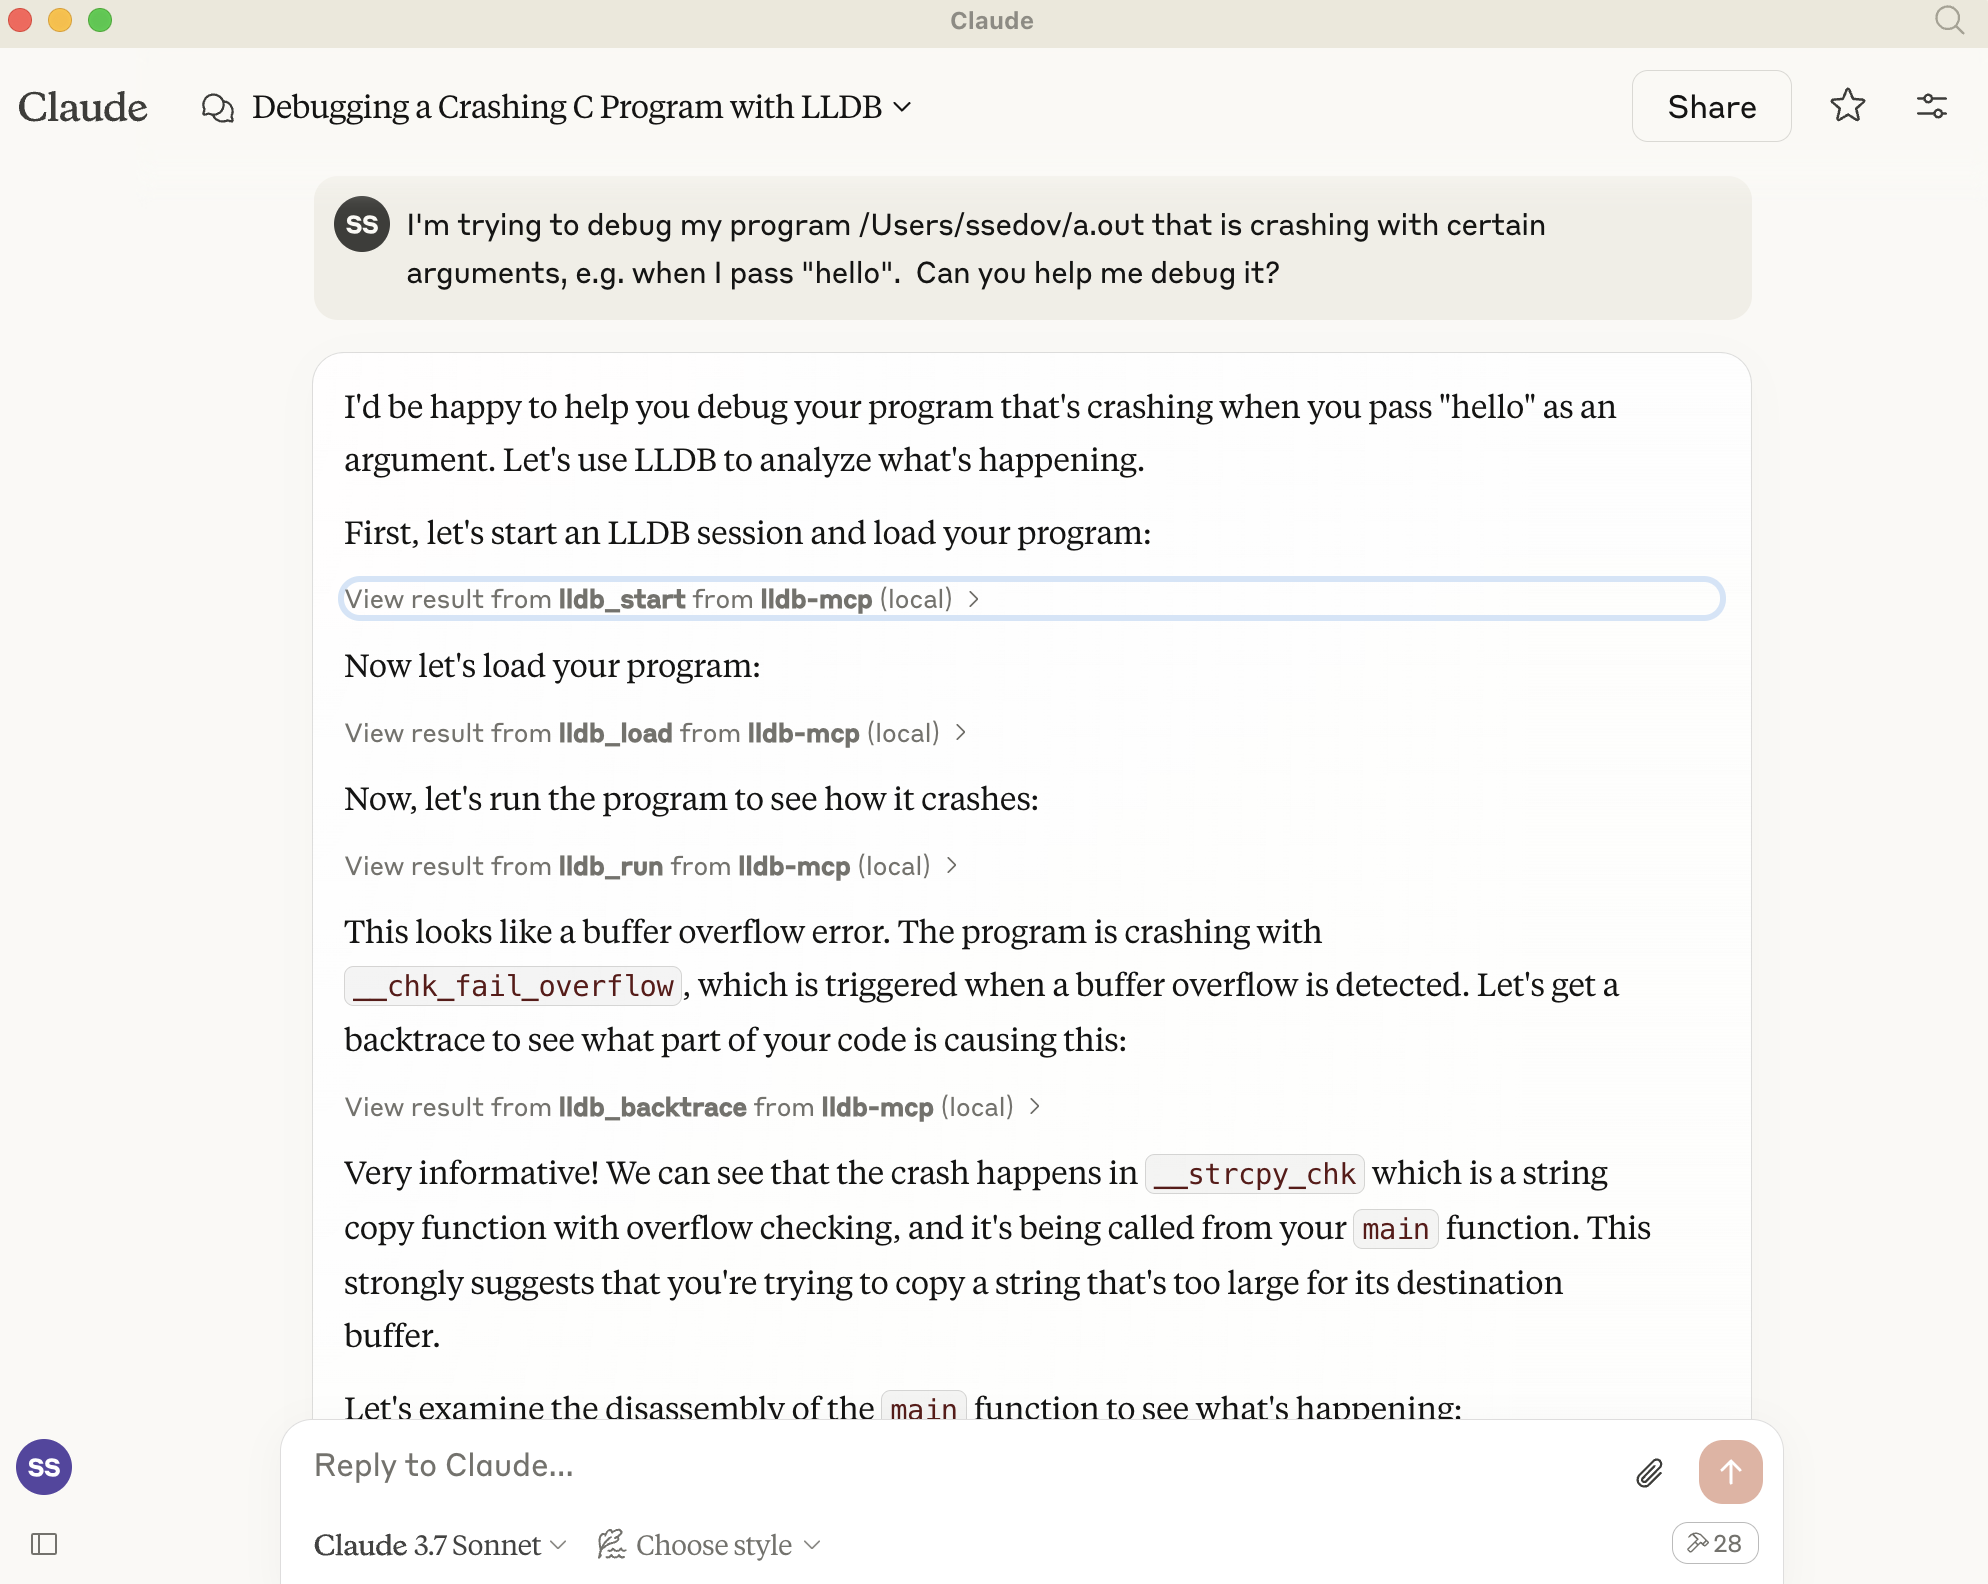 Claude
Claude
Debugging a Crashing C Program with LLDB
Share
SS
I'm trying to debug my program /Users/ssedov/a.out that is crashing with certain
arguments, e.g. when I pass "hello".  Can you help me debug it?
I'd be happy to help you debug your program that's crashing when you pass "hello" as an
argument. Let's use LLDB to analyze what's happening.
First, let's start an LLDB session and load your program:
View result from lldb_start from lldb-mcp (local)
Now let's load your program:
View result from lldb_load from lldb-mcp (local)
Now, let's run the program to see how it crashes:
View result from lldb_run from lldb-mcp (local)
This looks like a buffer overflow error. The program is crashing with
__chk_fail_overflow, which is triggered when a buffer overflow is detected. Let's get a
backtrace to see what part of your code is causing this:
View result from lldb_backtrace from lldb-mcp (local)
Very informative! We can see that the crash happens in __strcpy_chk which is a string
copy function with overflow checking, and it's being called from your main function. This
strongly suggests that you're trying to copy a string that's too large for its destination
buffer.
Let's examine the disassembly of the main function to see what's happening:
SS
Reply to Claude...
Claude 3.7 Sonnet
Choose style
28